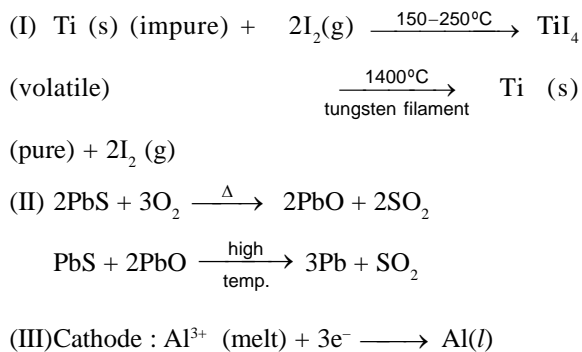 (I) Ti (s) (impure) + 2I₂(g) —150–250ºC→ TiI₄
(volatile) —1400ºC / tungsten filament→ Ti (s)
(pure) + 2I₂ (g)
(II) 2PbS + 3O₂ —Δ→ 2PbO + 2SO₂
PbS + 2PbO —high temp.→ 3Pb + SO₂
(III)Cathode : Al³⁺ (melt) + 3e⁻ ⟶ Al(l)